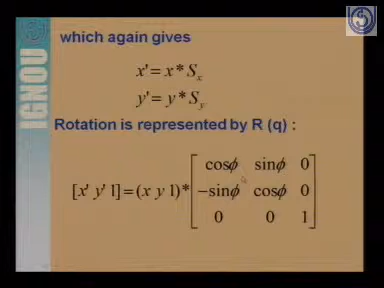 which again gives
x' = x * Sₓ
y' = y * S_y
Rotation is represented by R (q) :
[x' y' 1] = (x y 1) * [cosϕ sinϕ 0
−sinϕ cosϕ 0
0 0 1]
IGNOU